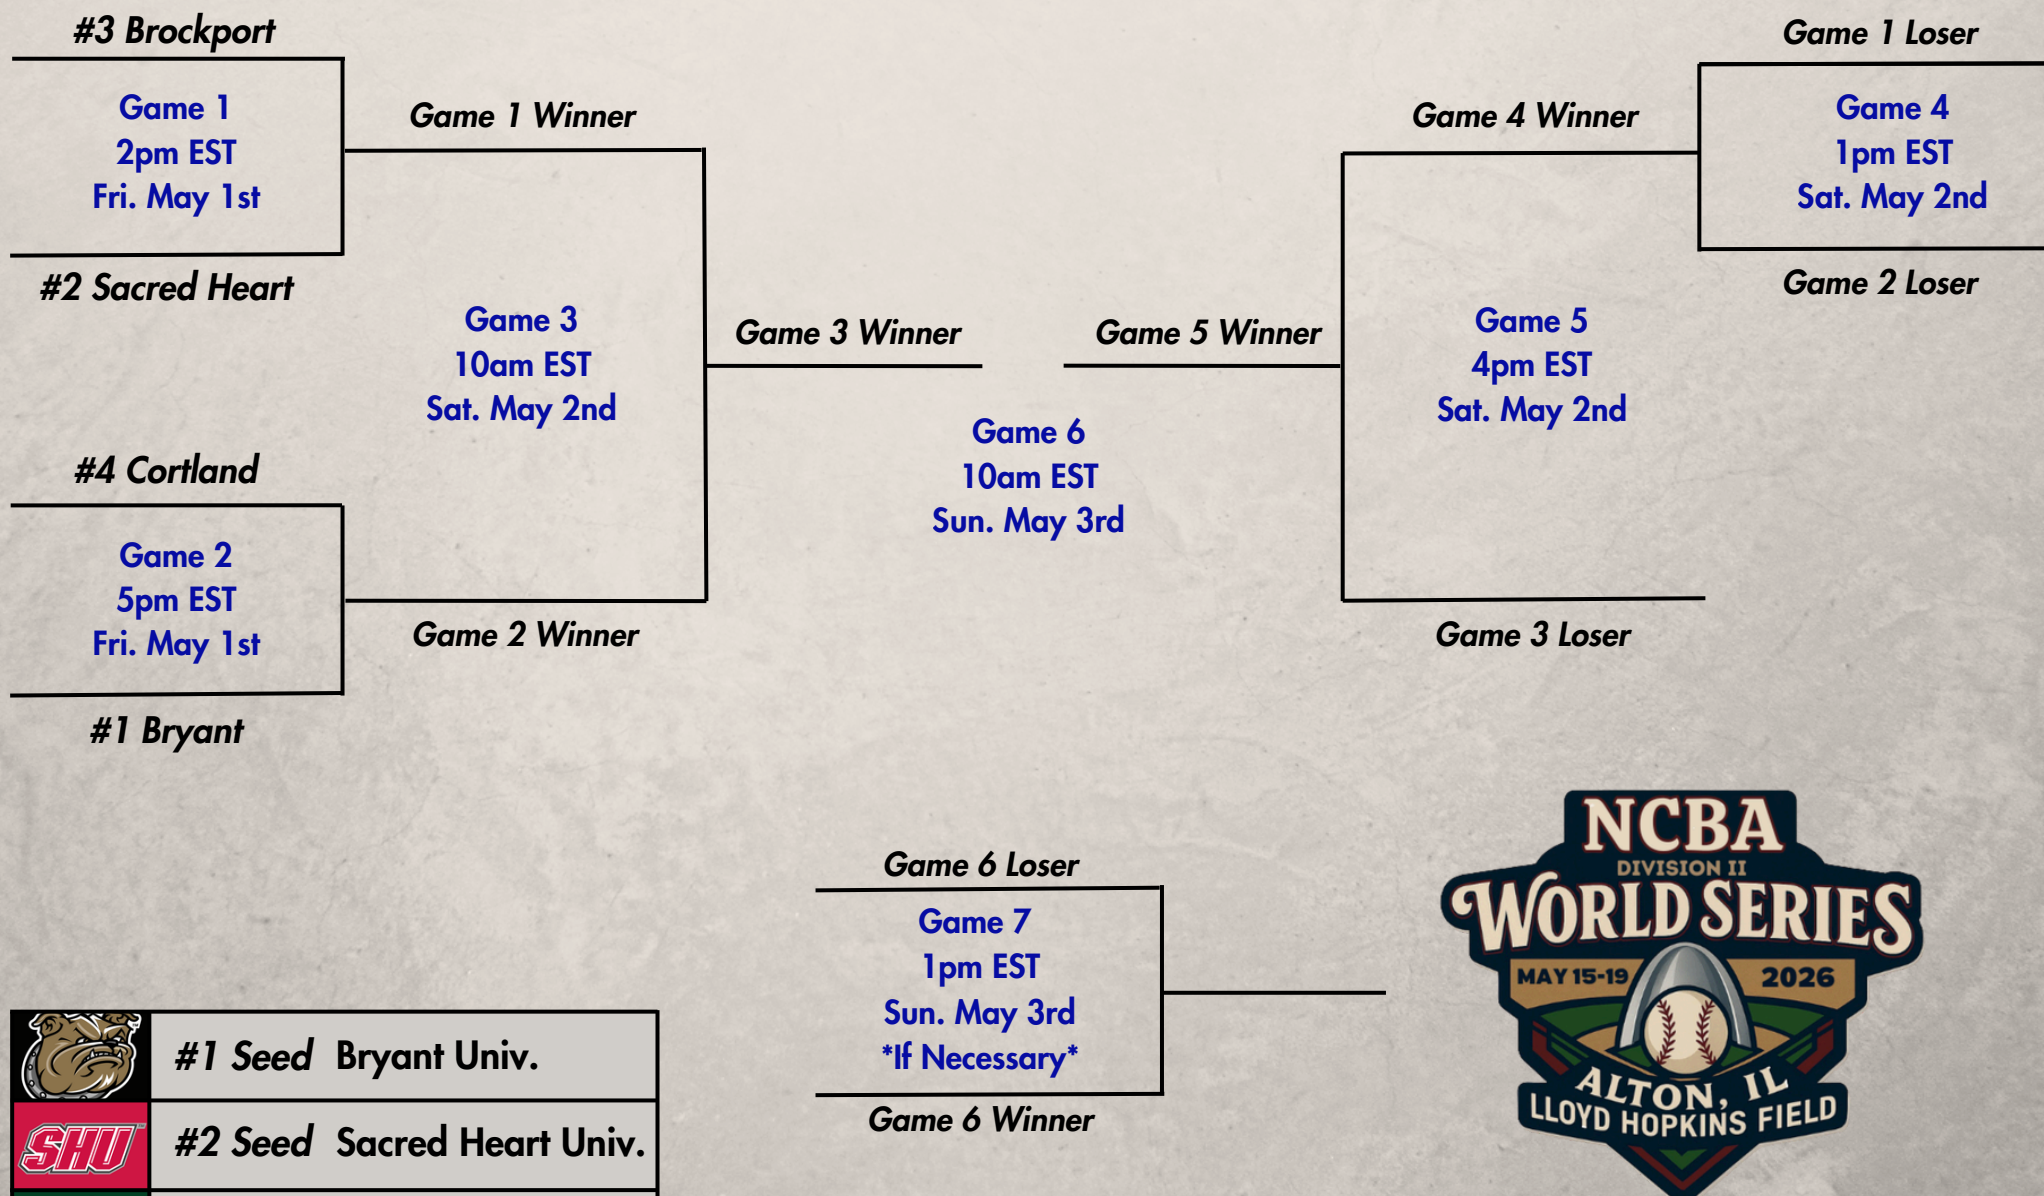 #3 Brockport
Game 1
2pm EST
Fri. May 1st
#2 Sacred Heart
Game 1 Winner
Game 3
10am EST
Sat. May 2nd
#4 Cortland
Game 2
5pm EST
Fri. May 1st
#1 Bryant
Game 2 Winner
Game 3 Winner
Game 6
10am EST
Sun. May 3rd
Game 5 Winner
Game 4 Winner
Game 5
4pm EST
Sat. May 2nd
Game 3 Loser
Game 1 Loser
Game 4
1pm EST
Sat. May 2nd
Game 2 Loser
Game 6 Loser
Game 7
1pm EST
Sun. May 3rd
*If Necessary*
Game 6 Winner
#1 Seed Bryant Univ.
SHU
#2 Seed Sacred Heart Univ.
NCBA
DIVISION II
WORLD SERIES
MAY 15-19 2026
ALTON, IL
LLOYD HOPKINS FIELD